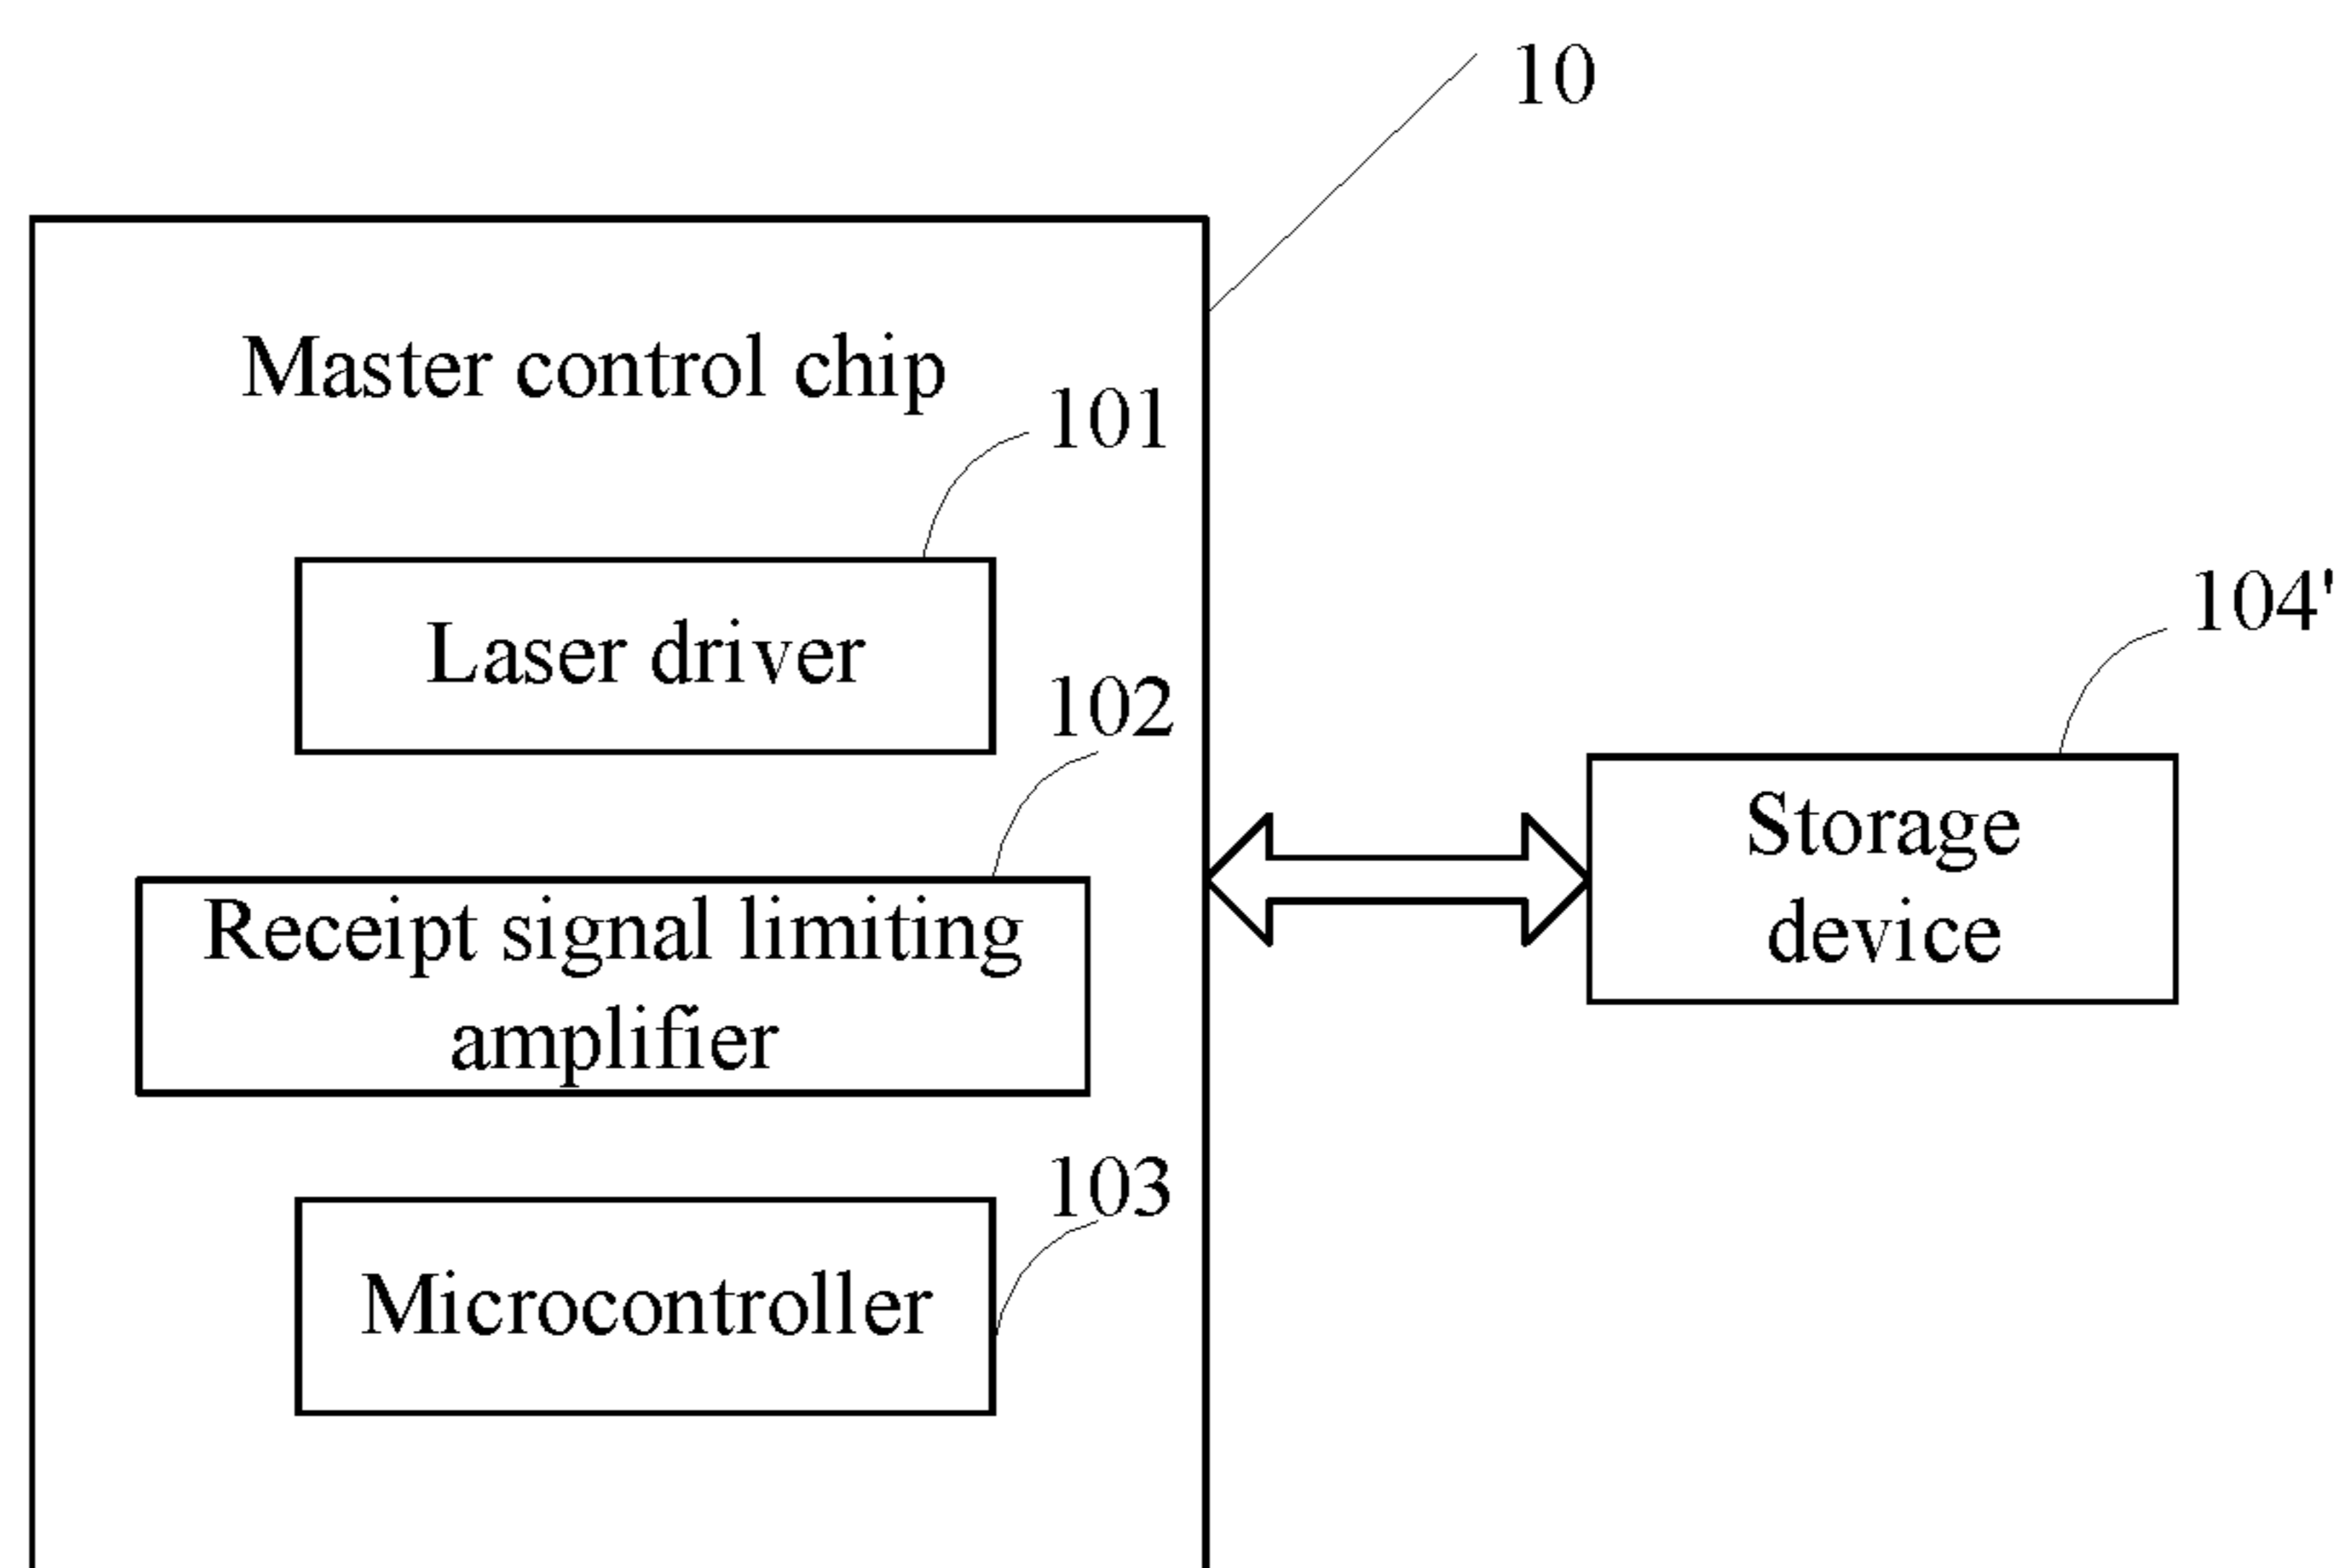 10
Master control chip
101
Laser driver
104'
102
Storage
device
Receipt signal limiting
amplifier
103
Microcontroller